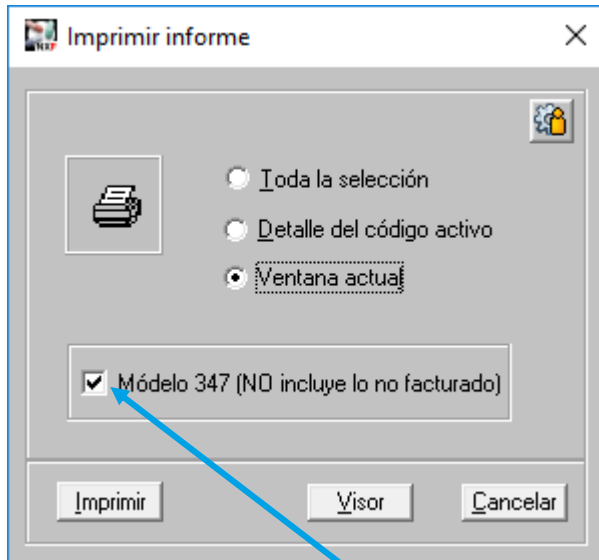 Imprimir informe
Toda la selección
Detalle del código activo
Ventana actual
Módelo 347 (NO incluye lo no facturado)
Imprimir Visor Cancelar